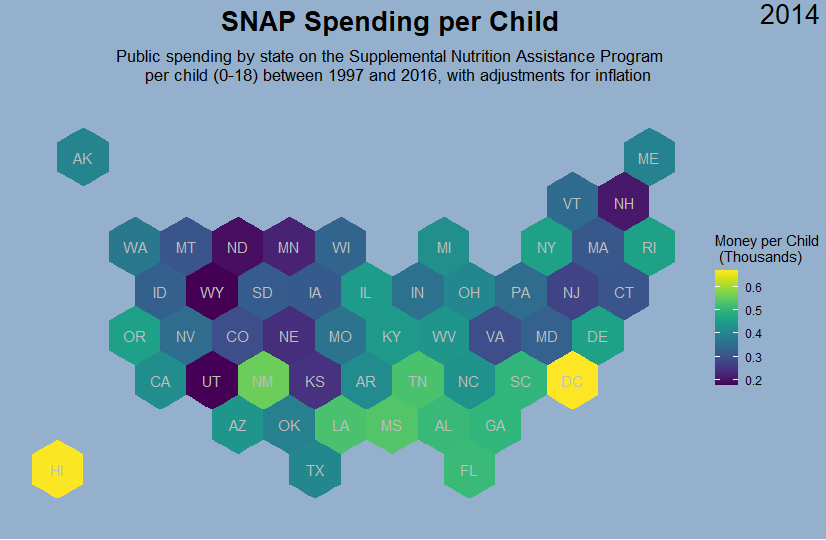 2014
SNAP Spending per Child
Public spending by state on the Supplemental Nutrition Assistance Program
per child (0-18) between 1997 and 2016, with adjustments for inflation
AK
ME
VT
NH
WA
MT
ND
MN
WI
MI
NY
MA
RI
ID
WY
SD
IA
IL
IN
OH
PA
NJ
CT
OR
NV
CO
NE
MO
KY
WV
VA
MD
DE
CA
UT
NM
KS
AR
TN
NC
SC
DC
AZ
OK
LA
MS
AL
GA
HI
TX
FL
Money per Child
(Thousands)
0.6
0.5
0.4
0.3
0.2